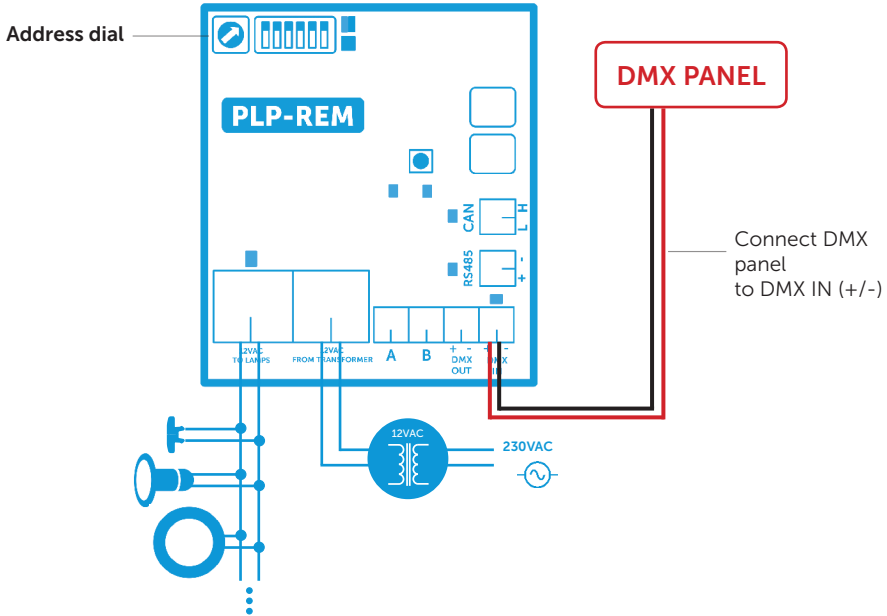 Address dial
DMX PANEL
PLP-REM
CAN
L H
RS485
+ -
Connect DMX
panel
to DMX IN (+/-)
12VAC
TO LAMPS
12VAC
FROM TRANSFORMER
A
B
+ -
DMX
OUT
+ -
DMX
IN
12VAC
230VAC